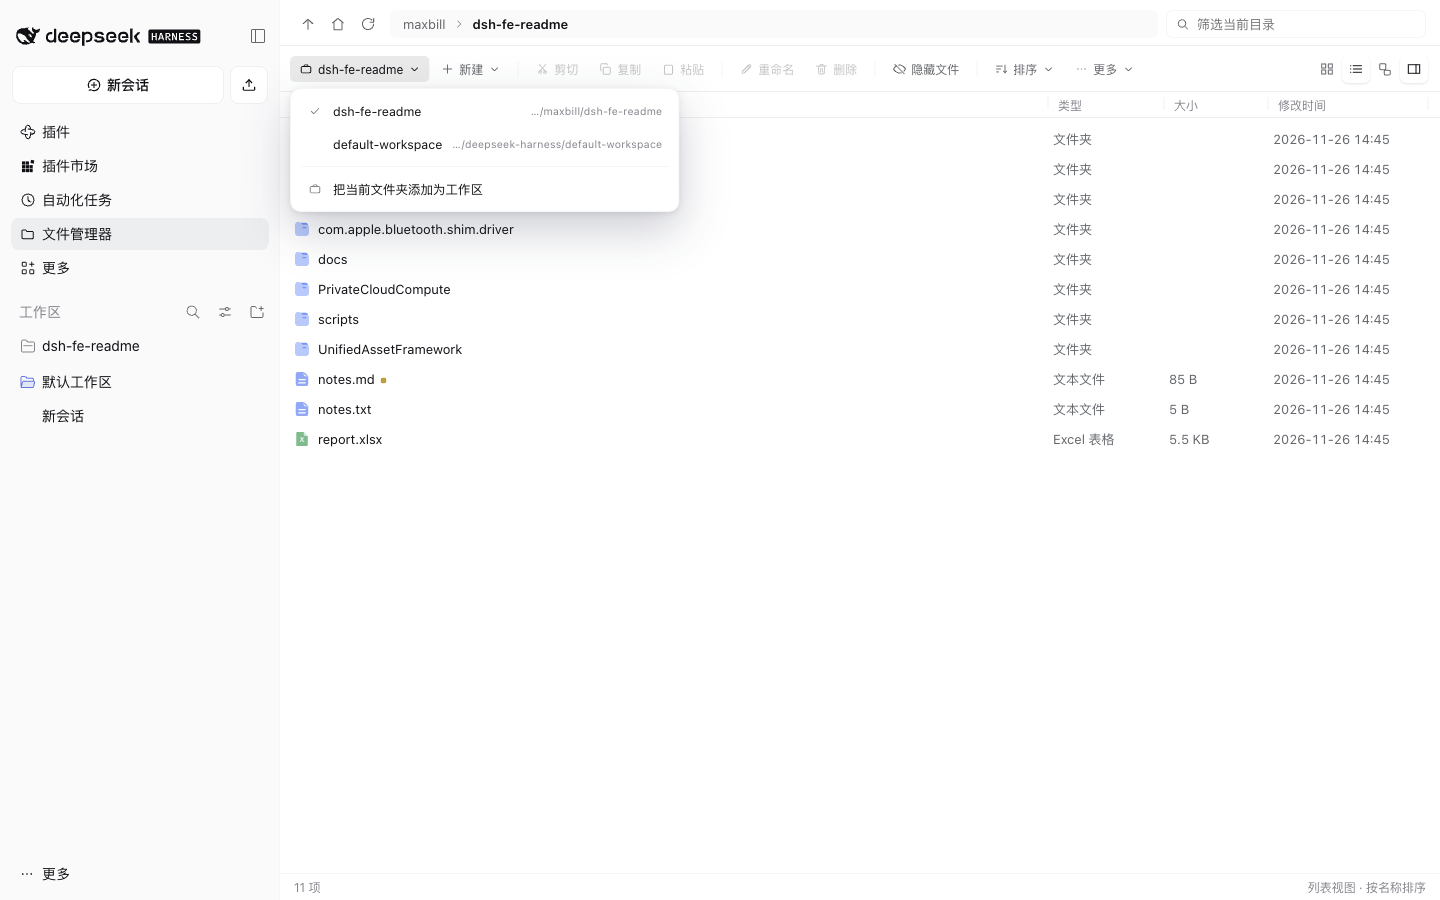 deepseek HARNESS
新会话
插件
插件市场
自动化任务
文件管理器
更多
工作区
dsh-fe-readme
默认工作区
新会话
更多
maxbill > dsh-fe-readme
筛选当前目录
dsh-fe-readme 新建 剪切 复制 粘贴 重命名 删除 隐藏文件 排序 更多
dsh-fe-readme .../maxbill/dsh-fe-readme
default-workspace .../deepseek-harness/default-workspace
把当前文件夹添加为工作区
类型 大小 修改时间
文件夹 2026-11-26 14:45
文件夹 2026-11-26 14:45
文件夹 2026-11-26 14:45
com.apple.bluetooth.shim.driver 文件夹 2026-11-26 14:45
docs 文件夹 2026-11-26 14:45
PrivateCloudCompute 文件夹 2026-11-26 14:45
scripts 文件夹 2026-11-26 14:45
UnifiedAssetFramework 文件夹 2026-11-26 14:45
notes.md 文本文件 85 B 2026-11-26 14:45
notes.txt 文本文件 5 B 2026-11-26 14:45
report.xlsx Excel 表格 5.5 KB 2026-11-26 14:45
11 项
列表视图 · 按名称排序